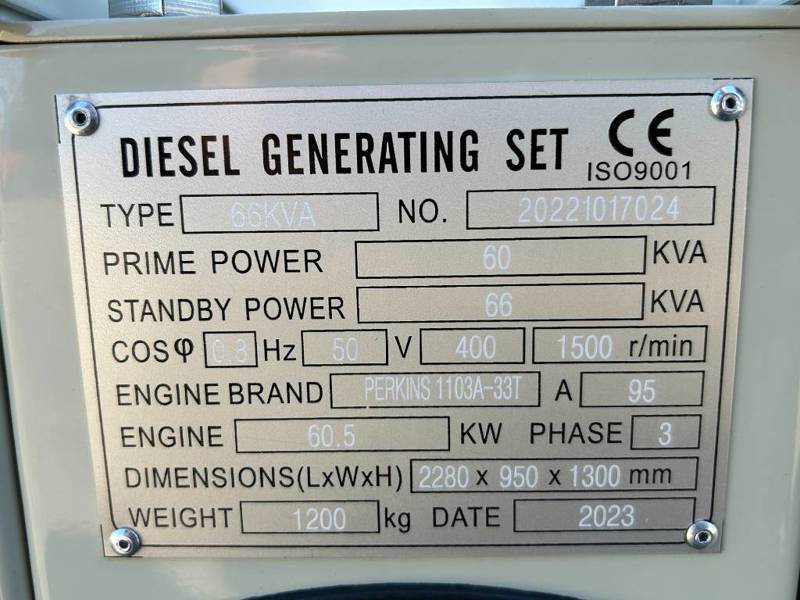 DIESEL GENERATING SET CE
ISO9001
TYPE 66KVA NO. 20221017024
PRIME POWER 60 KVA
STANDBY POWER 66 KVA
COSφ 0.8 Hz 50 V 400 1500 r/min
ENGINE BRAND PERKINS 1103A-33T A 95
ENGINE 60.5 KW PHASE 3
DIMENSIONS(LxWxH) 2280 x 950 x 1300 mm
WEIGHT 1200 kg DATE 2023